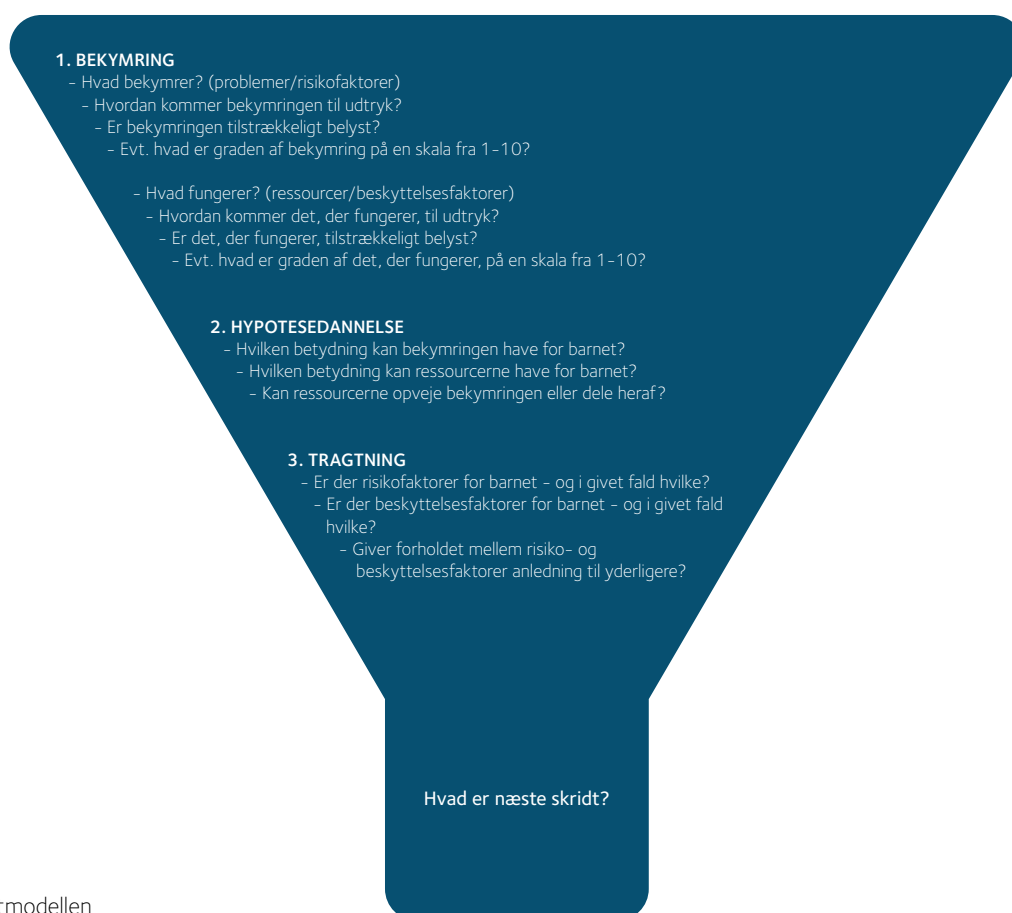 1. BEKYMRING
- Hvad bekymrer? (problemer/risikofaktorer)
- Hvordan kommer bekymringen til udtryk?
- Er bekymringen tilstrækkeligt belyst?
- Evt. hvad er graden af bekymring på en skala fra 1-10?
- Hvad fungerer? (ressourcer/beskyttelsesfaktorer)
- Hvordan kommer det, der fungerer, til udtryk?
- Er det, der fungerer, tilstrækkeligt belyst?
- Evt. hvad er graden af det, der fungerer, på en skala fra 1-10?
2. HYPOTESEDANNELSE
- Hvilken betydning kan bekymringen have for barnet?
- Hvilken betydning kan ressourcerne have for barnet?
- Kan ressourcerne opveje bekymringen eller dele heraf?
3. TRAGTNING
- Er der risikofaktorer for barnet - og i givet fald hvilke?
- Er der beskyttelsesfaktorer for barnet - og i givet fald
hvilke?
- Giver forholdet mellem risiko- og
beskyttelsesfaktorer anledning til yderligere?
Hvad er næste skridt?